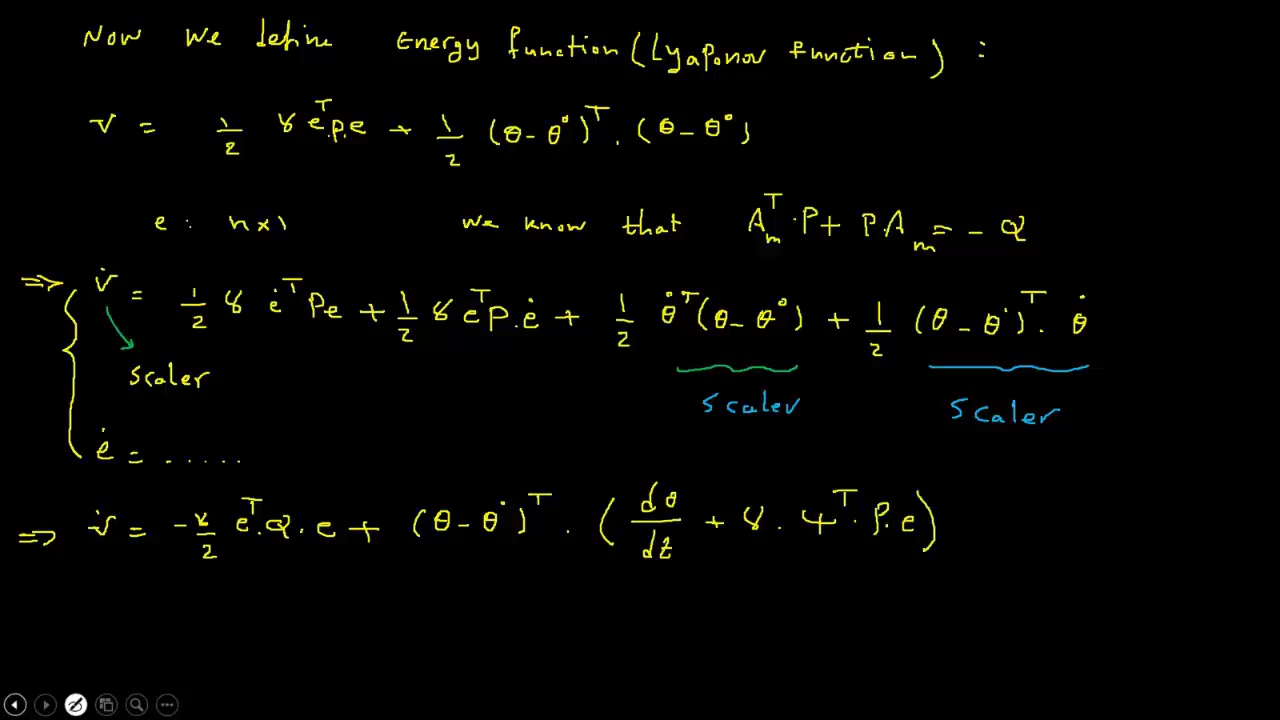 Now we define Energy function (Lyaponov function) :
V = 1/2 γ e^T.P.e + 1/2 (θ - θ°)^T . (θ - θ°)
e : n×1 we know that A_m^T . P + P.A_m = - Q
⇒ V̇ = 1/2 γ ė^T P e + 1/2 γ e^T P . ė + 1/2 θ̇^T (θ - θ°) + 1/2 (θ - θ°)^T . θ̇
scaler
scaler scaler
ė = ......
⇒ V̇ = -γ/2 e^T.Q.e + (θ - θ°)^T . (dθ/dt + γ . Ψ^T . P.e)